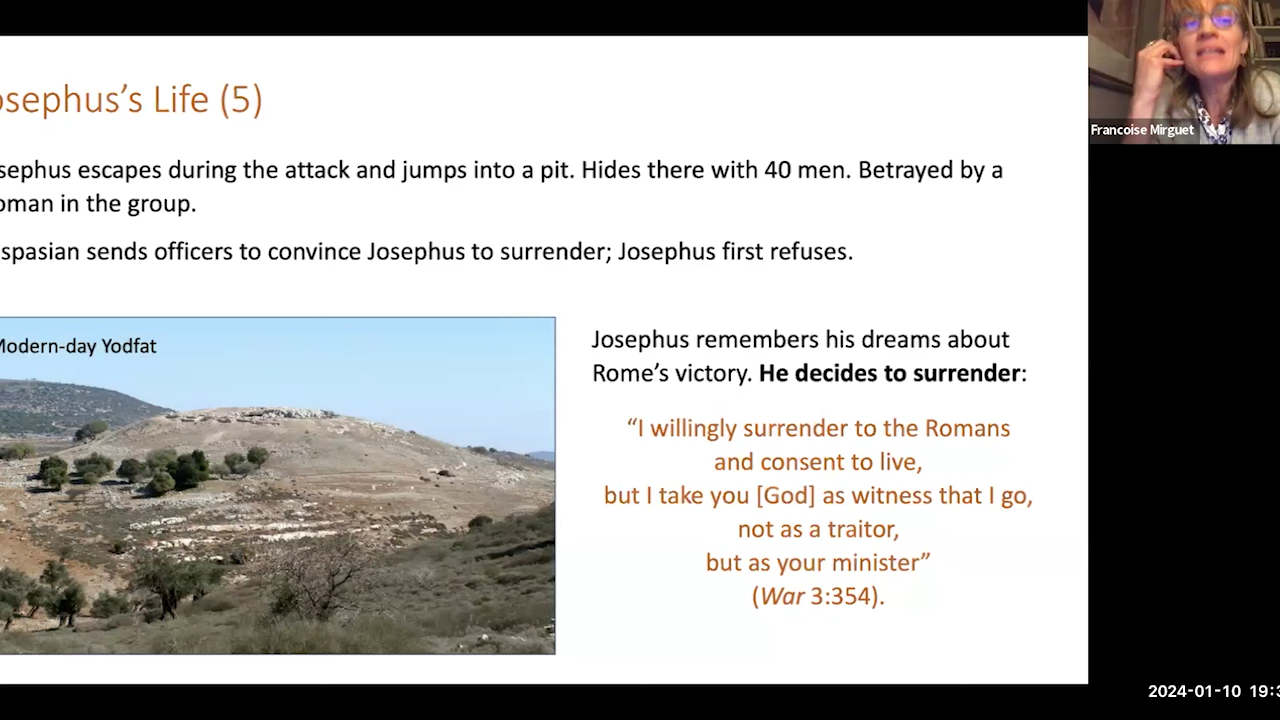 osephus's Life (5)
sephus escapes during the attack and jumps into a pit. Hides there with 40 men. Betrayed by a
oman in the group.
spasian sends officers to convince Josephus to surrender; Josephus first refuses.
Modern-day Yodfat
Josephus remembers his dreams about
Rome's victory. He decides to surrender:
“I willingly surrender to the Romans
and consent to live,
but I take you [God] as witness that I go,
not as a traitor,
but as your minister”
(War 3:354).
Francoise Mirguet
2024-01-10 19:3